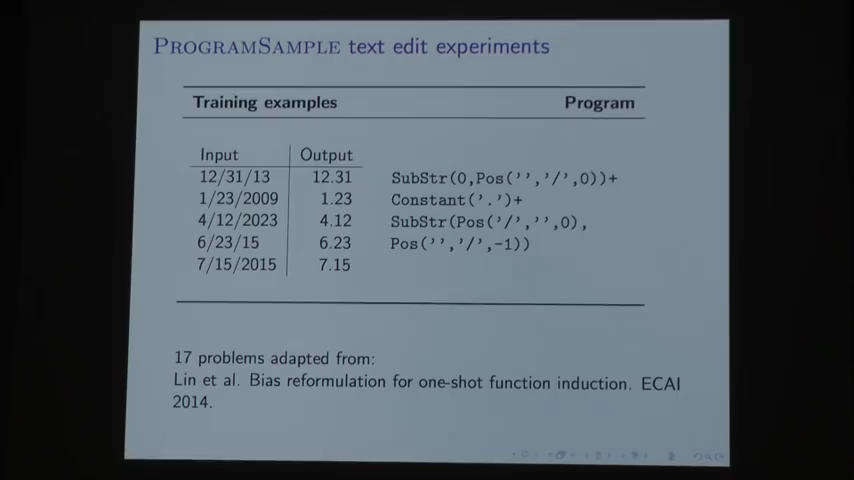 PROGRAMSAMPLE text edit experiments
Training examples Program
Input Output
12/31/13 12.31 SubStr(0,Pos('','/',0))+
1/23/2009 1.23 Constant('.')+
4/12/2023 4.12 SubStr(Pos('/','',0),
6/23/15 6.23 Pos('','/',-1))
7/15/2015 7.15
17 problems adapted from:
Lin et al. Bias reformulation for one-shot function induction. ECAI
2014.